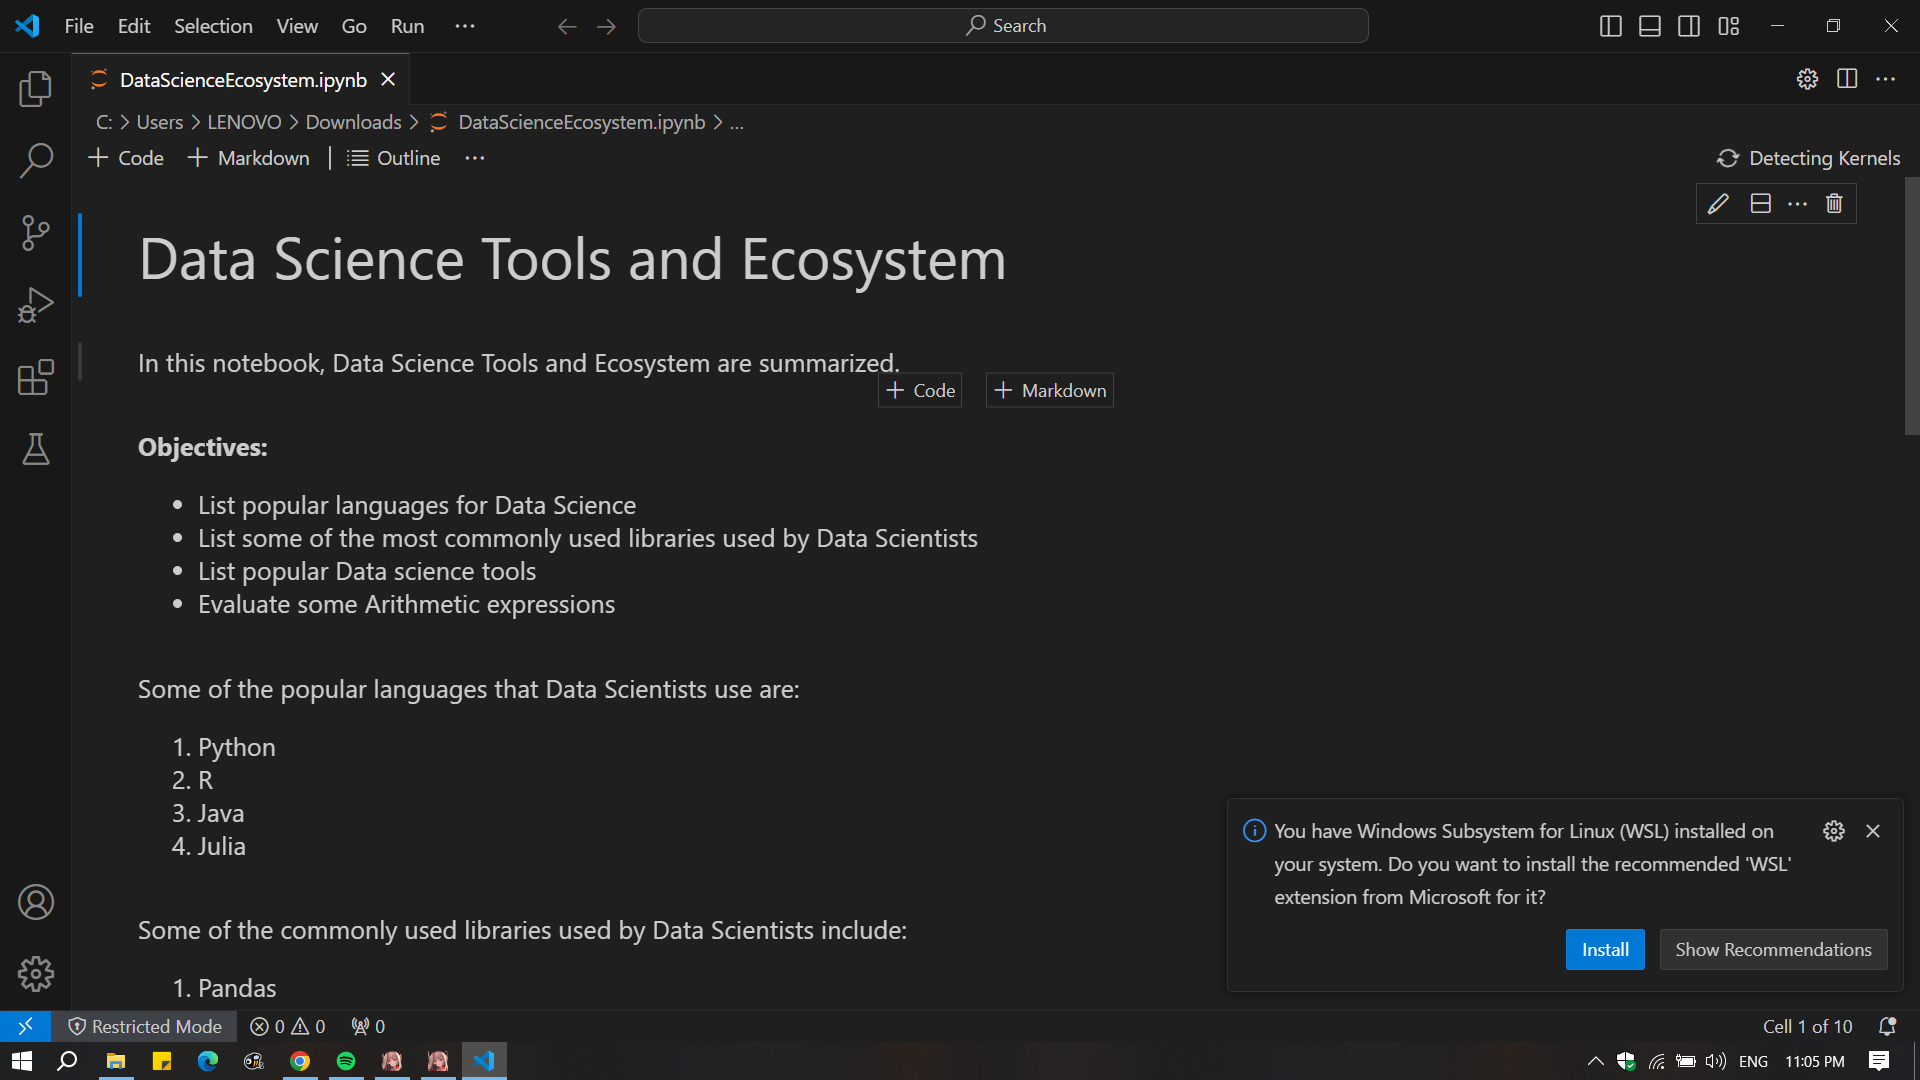 File Edit Selection View Go Run ··· Search
DataScienceEcosystem.ipynb
C: > Users > LENOVO > Downloads > DataScienceEcosystem.ipynb > ...
+ Code + Markdown | Outline ··· Detecting Kernels
Data Science Tools and Ecosystem
In this notebook, Data Science Tools and Ecosystem are summarized.
+ Code + Markdown
Objectives:
• List popular languages for Data Science
• List some of the most commonly used libraries used by Data Scientists
• List popular Data science tools
• Evaluate some Arithmetic expressions
Some of the popular languages that Data Scientists use are:
1. Python
2. R
3. Java
4. Julia
Some of the commonly used libraries used by Data Scientists include:
1. Pandas
You have Windows Subsystem for Linux (WSL) installed on
your system. Do you want to install the recommended 'WSL'
extension from Microsoft for it?
Install Show Recommendations
Restricted Mode 0 0 0 Cell 1 of 10
ENG 11:05 PM